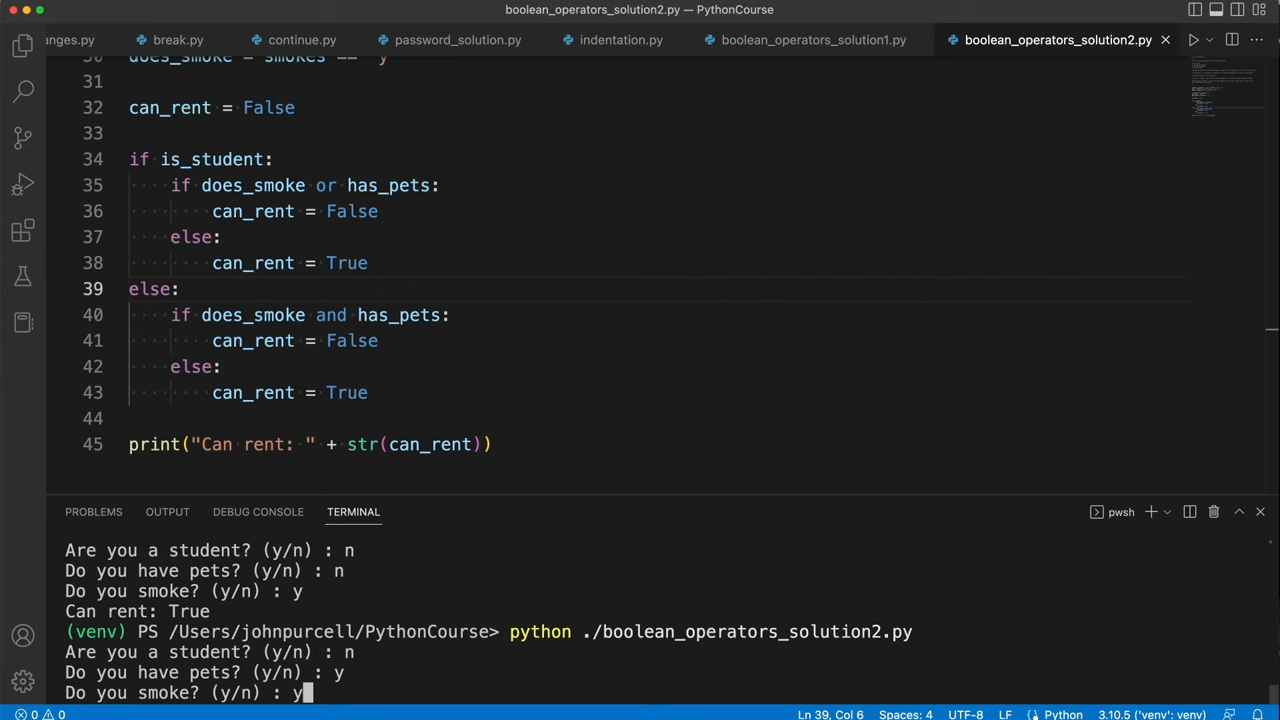 boolean_operators_solution2.py — PythonCourse
anges.py break.py continue.py password_solution.py indentation.py boolean_operators_solution1.py boolean_operators_solution2.py
30 does_smoke = smokes == "y"
31
32 can_rent = False
33
34 if is_student:
35 if does_smoke or has_pets:
36 can_rent = False
37 else:
38 can_rent = True
39 else:
40 if does_smoke and has_pets:
41 can_rent = False
42 else:
43 can_rent = True
44
45 print("Can rent: " + str(can_rent))
PROBLEMS OUTPUT DEBUG CONSOLE TERMINAL pwsh
Are you a student? (y/n) : n
Do you have pets? (y/n) : n
Do you smoke? (y/n) : y
Can rent: True
(venv) PS /Users/johnpurcell/PythonCourse> python ./boolean_operators_solution2.py
Are you a student? (y/n) : n
Do you have pets? (y/n) : y
Do you smoke? (y/n) : y
0 0 Ln 39, Col 6 Spaces: 4 UTF-8 LF Python 3.10.5 ('venv': venv)